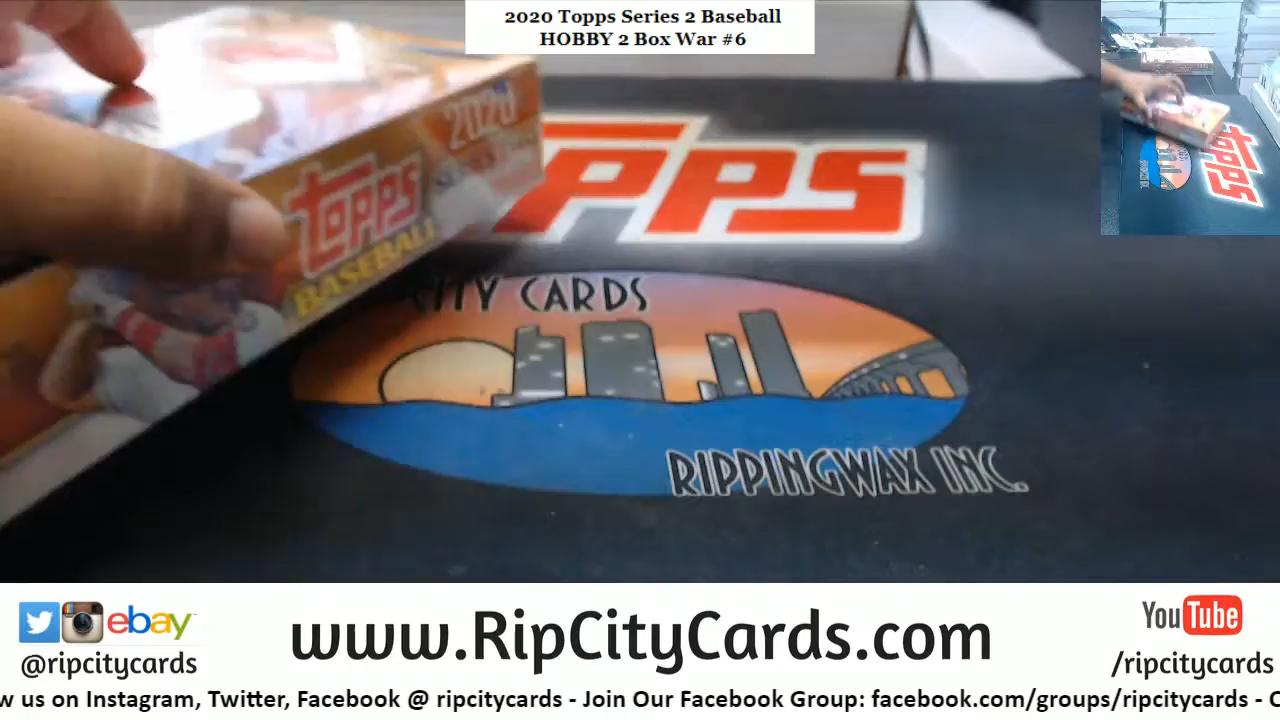 2020 Topps Series 2 Baseball
HOBBY 2 Box War #6
2020
topps
BASEBALL
OPPS
CITY CARDS
RIPPINGWAX INC.
topps
ebay
www.RipCityCards.com
YouTube
@ripcitycards
/ripcitycards
w us on Instagram, Twitter, Facebook @ ripcitycards - Join Our Facebook Group: facebook.com/groups/ripcitycards -